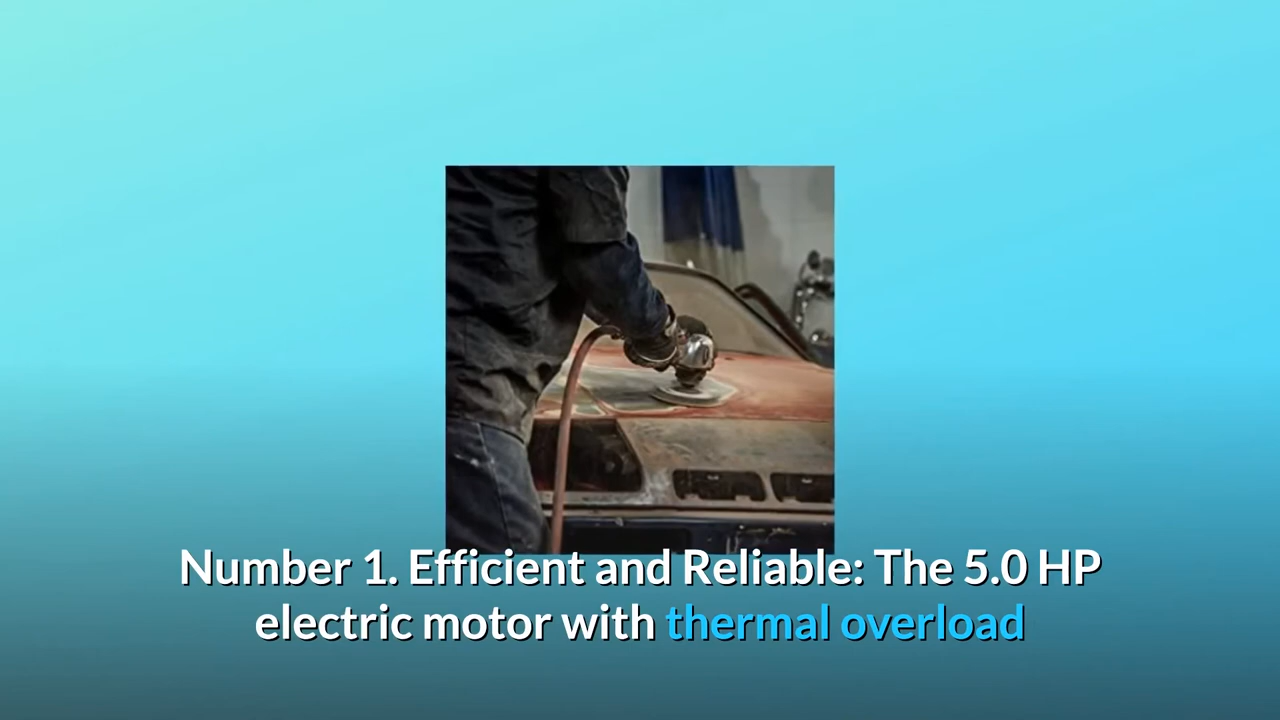 Number 1. Efficient and Reliable: The 5.0 HP
electric motor with thermal overload